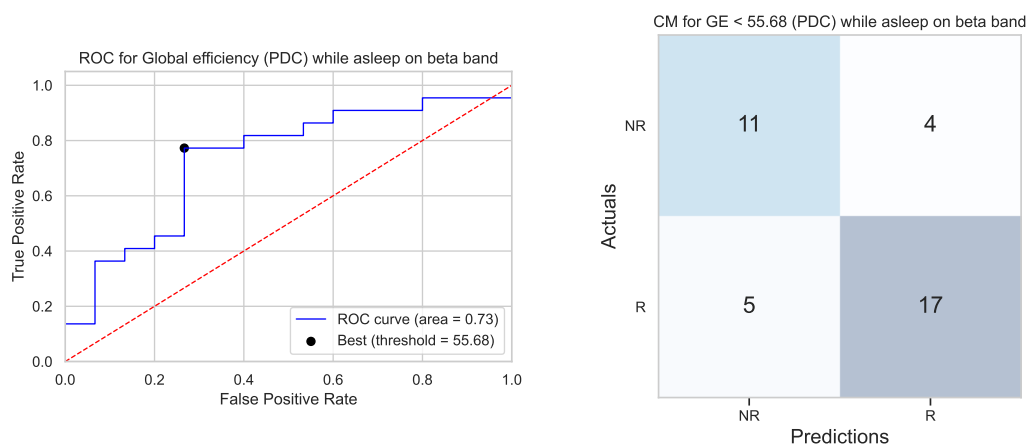 ROC for Global efficiency (PDC) while asleep on beta band
True Positive Rate
1.0
0.8
0.6
0.4
0.2
0.0
0.0 0.2 0.4 0.6 0.8 1.0
False Positive Rate
ROC curve (area = 0.73)
Best (threshold = 55.68)
CM for GE < 55.68 (PDC) while asleep on beta band
Actuals
NR 11 4
R 5 17
NR R
Predictions